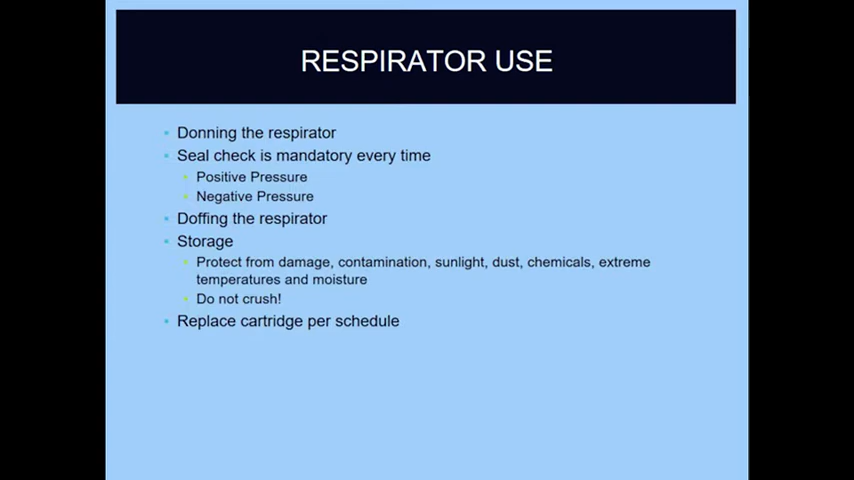 RESPIRATOR USE
Donning the respirator
Seal check is mandatory every time
Positive Pressure
Negative Pressure
Doffing the respirator
Storage
Protect from damage, contamination, sunlight, dust, chemicals, extreme
temperatures and moisture
Do not crush!
Replace cartridge per schedule